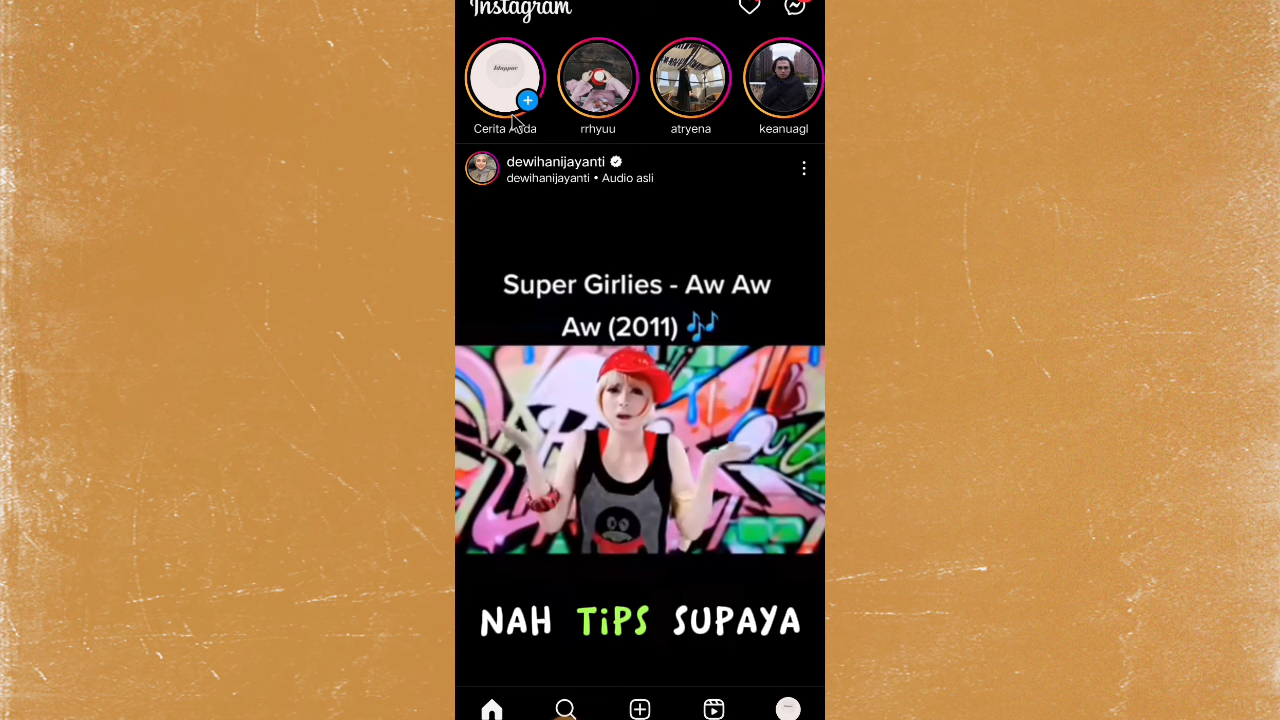 Instagram
Cerita Anda
rrhyuu
atryena
keanuagl
dewihanijayanti
dewihanijayanti • Audio asli
Super Girlies - Aw Aw
Aw (2011) 🎶
NAH TiPS SUPAYA